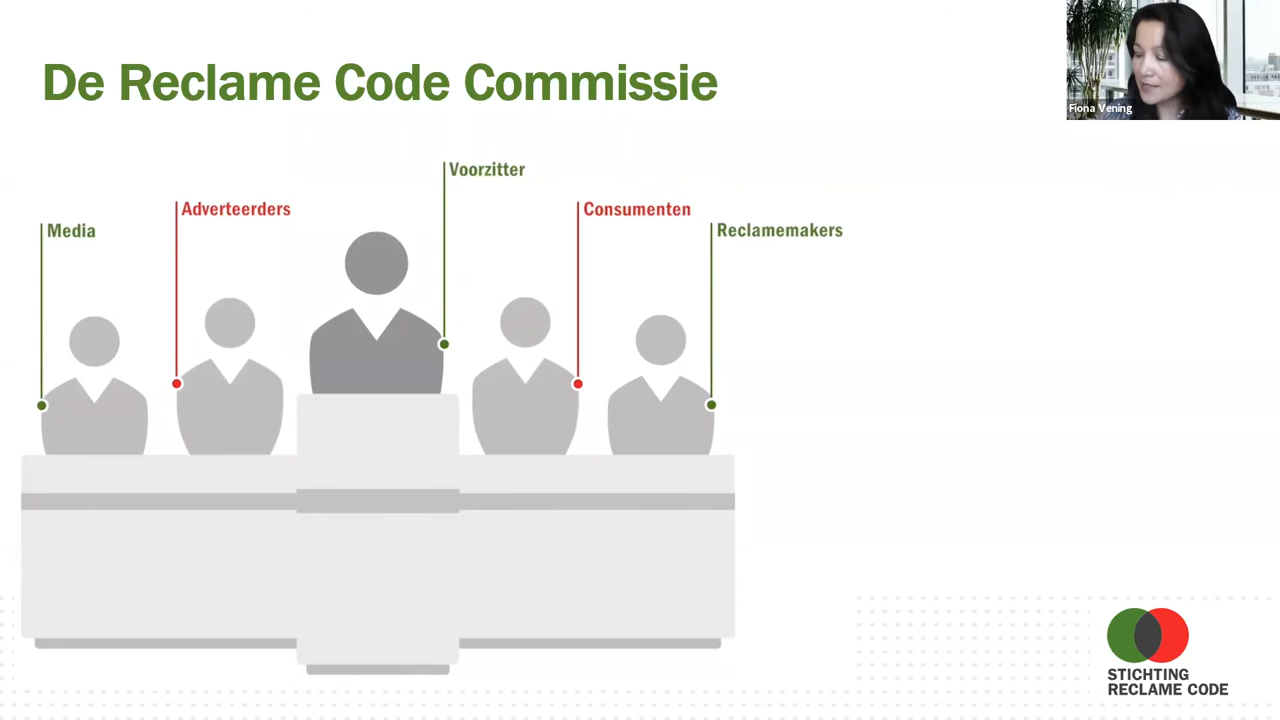 De Reclame Code Commissie
Fiona Vening
Voorzitter
Adverteerders
Consumenten
Media
Reclamemakers
STICHTING
RECLAME CODE